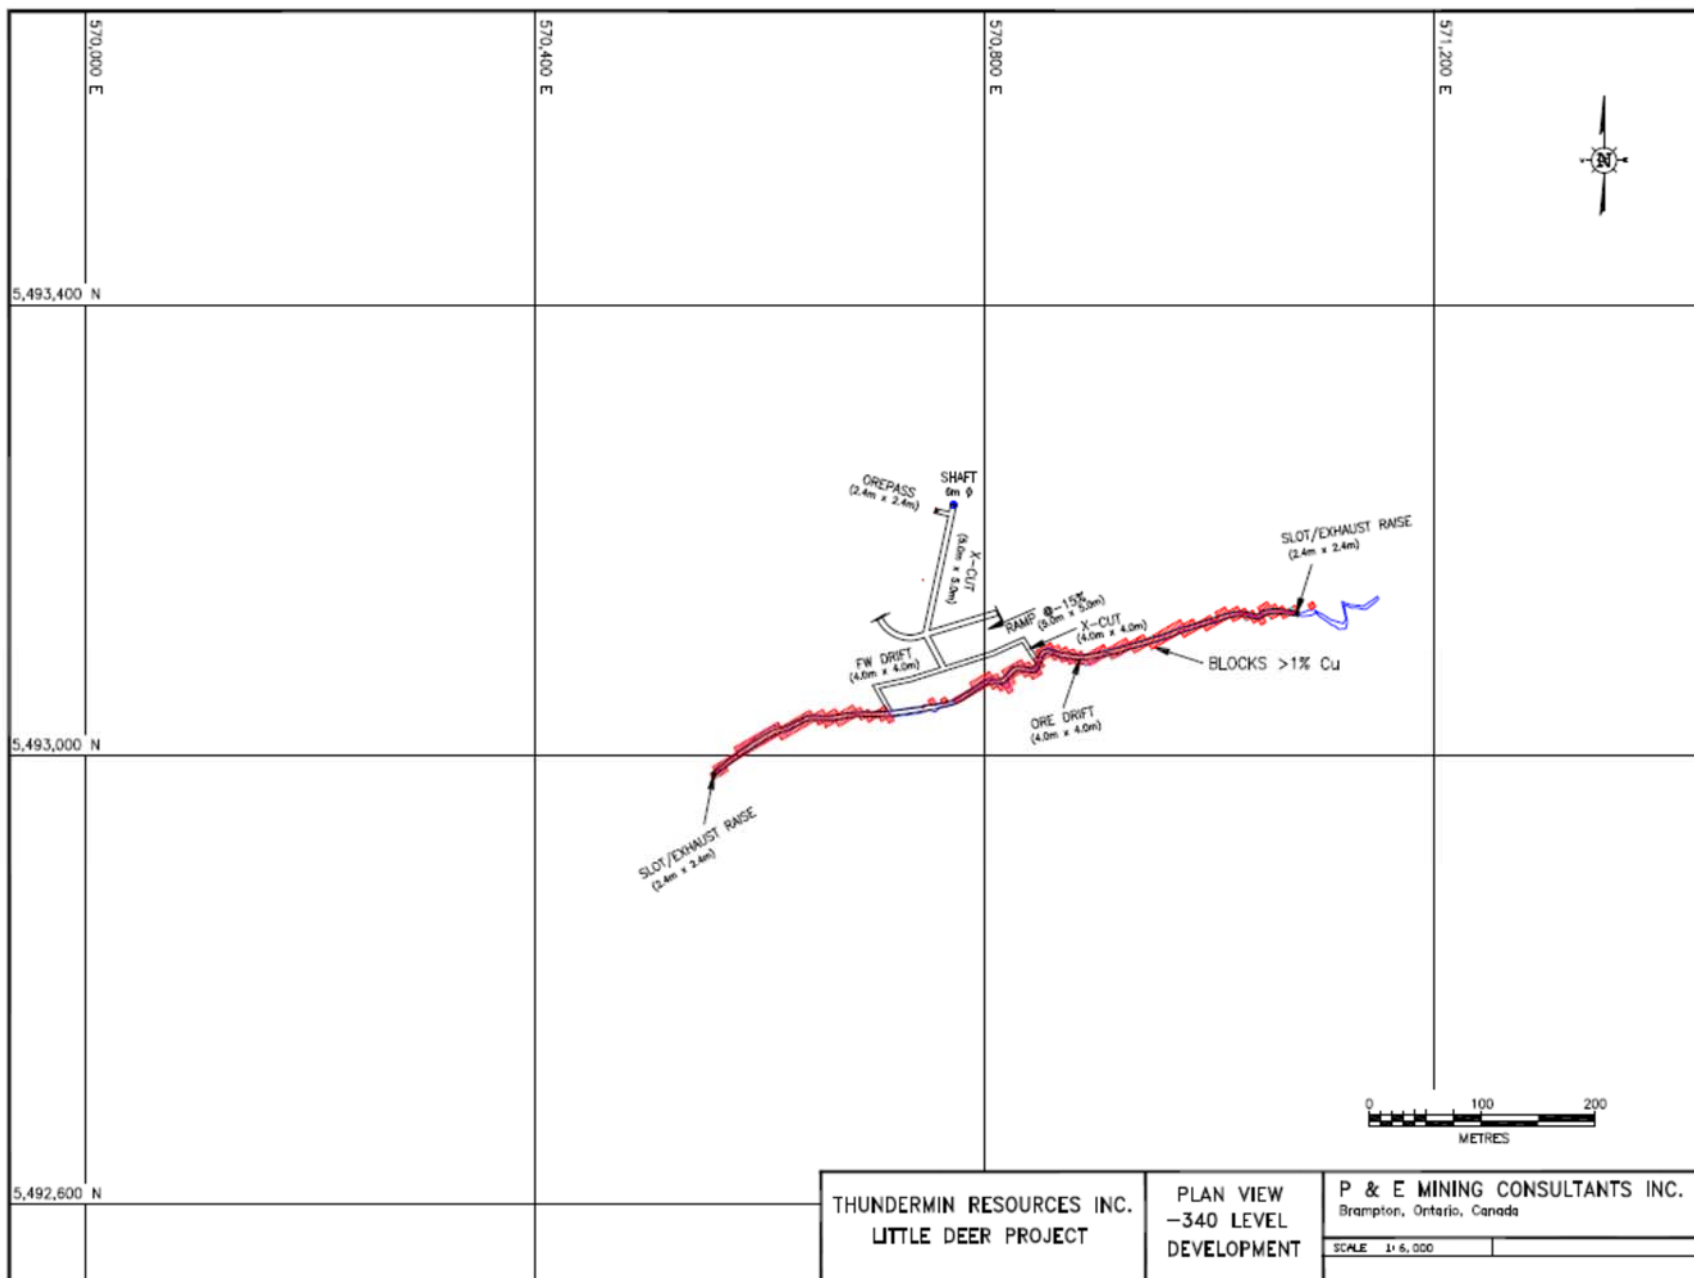 570,000 E
570,400 E
570,800 E
571,200 E
N
5,493,400 N
OREPASS
(2.4m x 2.4m)
SHAFT
6m Ø
X-CUT
(5.0m x 5.0m)
SLOT/EXHAUST RAISE
(2.4m x 2.4m)
RAMP @-15%
(5.0m x 5.0m)
X-CUT
(4.0m x 4.0m)
FW DRIFT
(4.0m x 4.0m)
BLOCKS >1% Cu
ORE DRIFT
(4.0m x 4.0m)
5,493,000 N
SLOT/EXHAUST RAISE
(2.4m x 2.4m)
0 100 200
METRES
5,492,600 N
THUNDERMIN RESOURCES INC.
LITTLE DEER PROJECT
PLAN VIEW
-340 LEVEL
DEVELOPMENT
P & E MINING CONSULTANTS INC.
Brampton, Ontario, Canada
SCALE 1:6,000